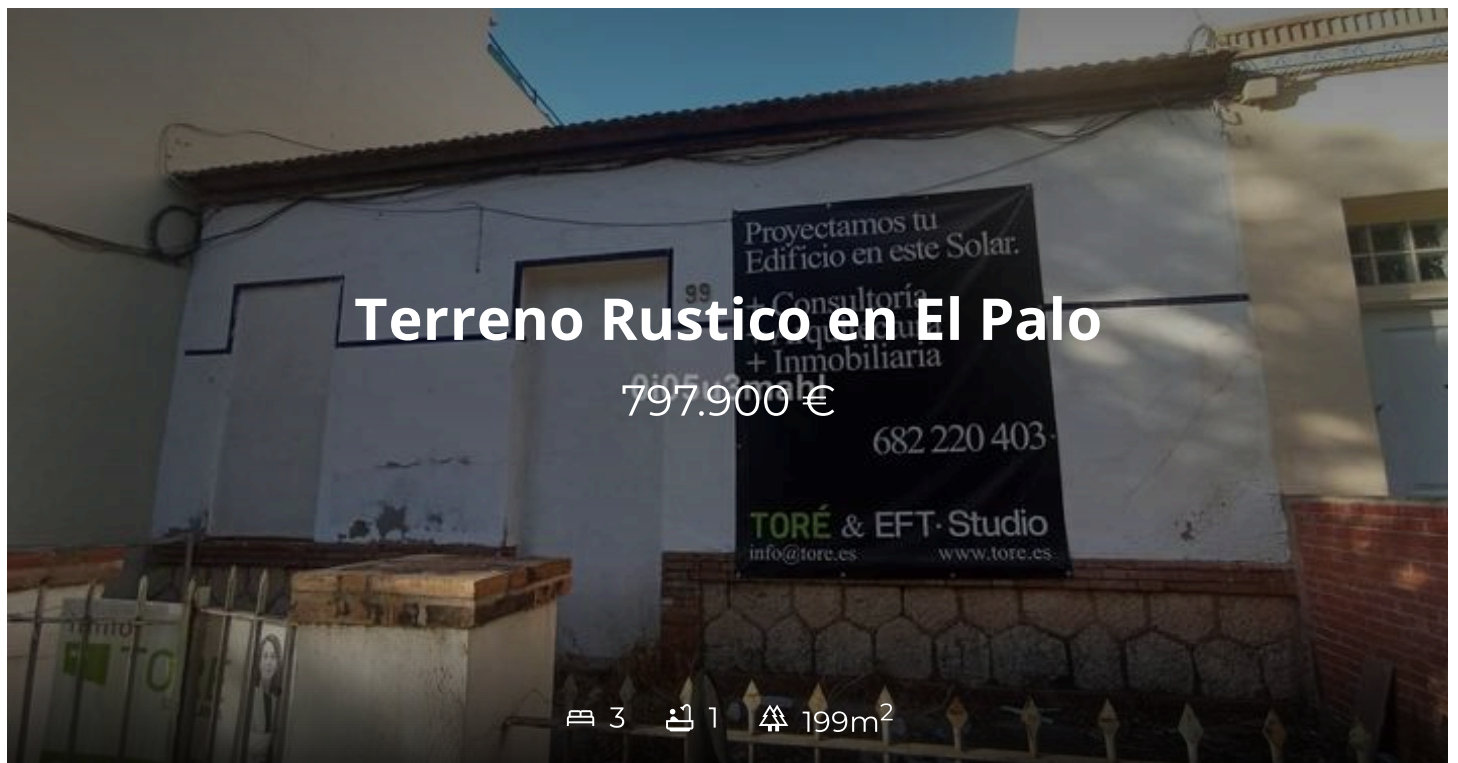 Proyectamos tu
Edificio en este Solar.
99
+ Consultoría
Terreno Rustico en El Palo
+ Inmobiliaria
797.900 €
682 220 403
TORÉ & EFT· Studio
info@tore.es www.tore.es
3 1 199m²